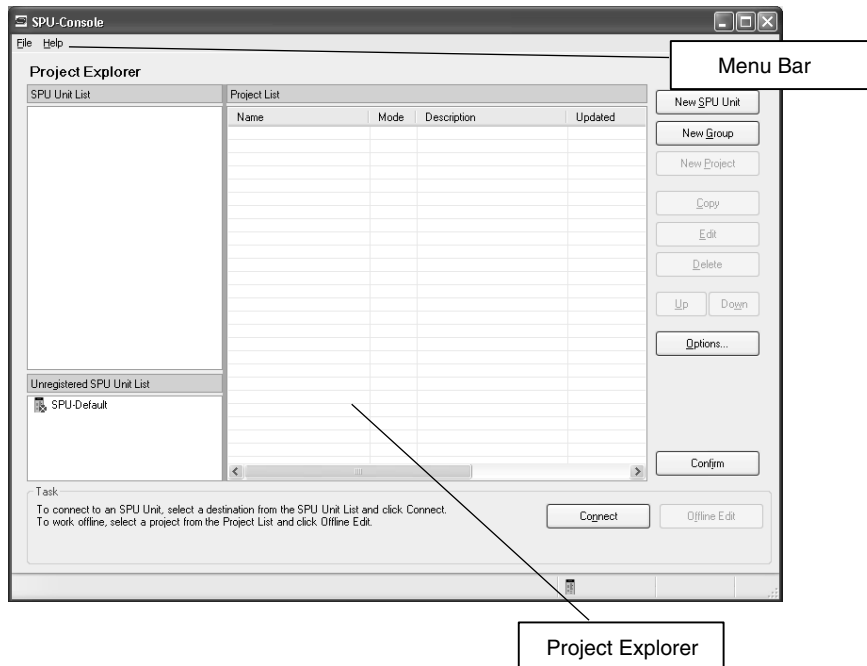 SPU-Console
File Help
Menu Bar
Project Explorer
SPU Unit List
Project List
Name Mode Description Updated
New SPU Unit
New Group
New Project
Copy
Edit
Delete
Up Down
Options...
Unregistered SPU Unit List
SPU-Default
Confirm
Task
To connect to an SPU Unit, select a destination from the SPU Unit List and click Connect.
To work offline, select a project from the Project List and click Offline Edit.
Connect Offline Edit
Project Explorer